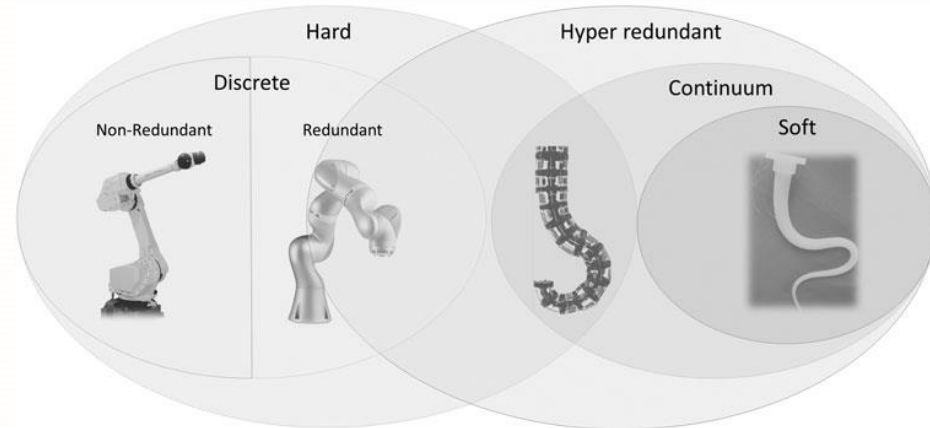 Hard
Hyper redundant
Discrete
Continuum
Non-Redundant
Redundant
Soft